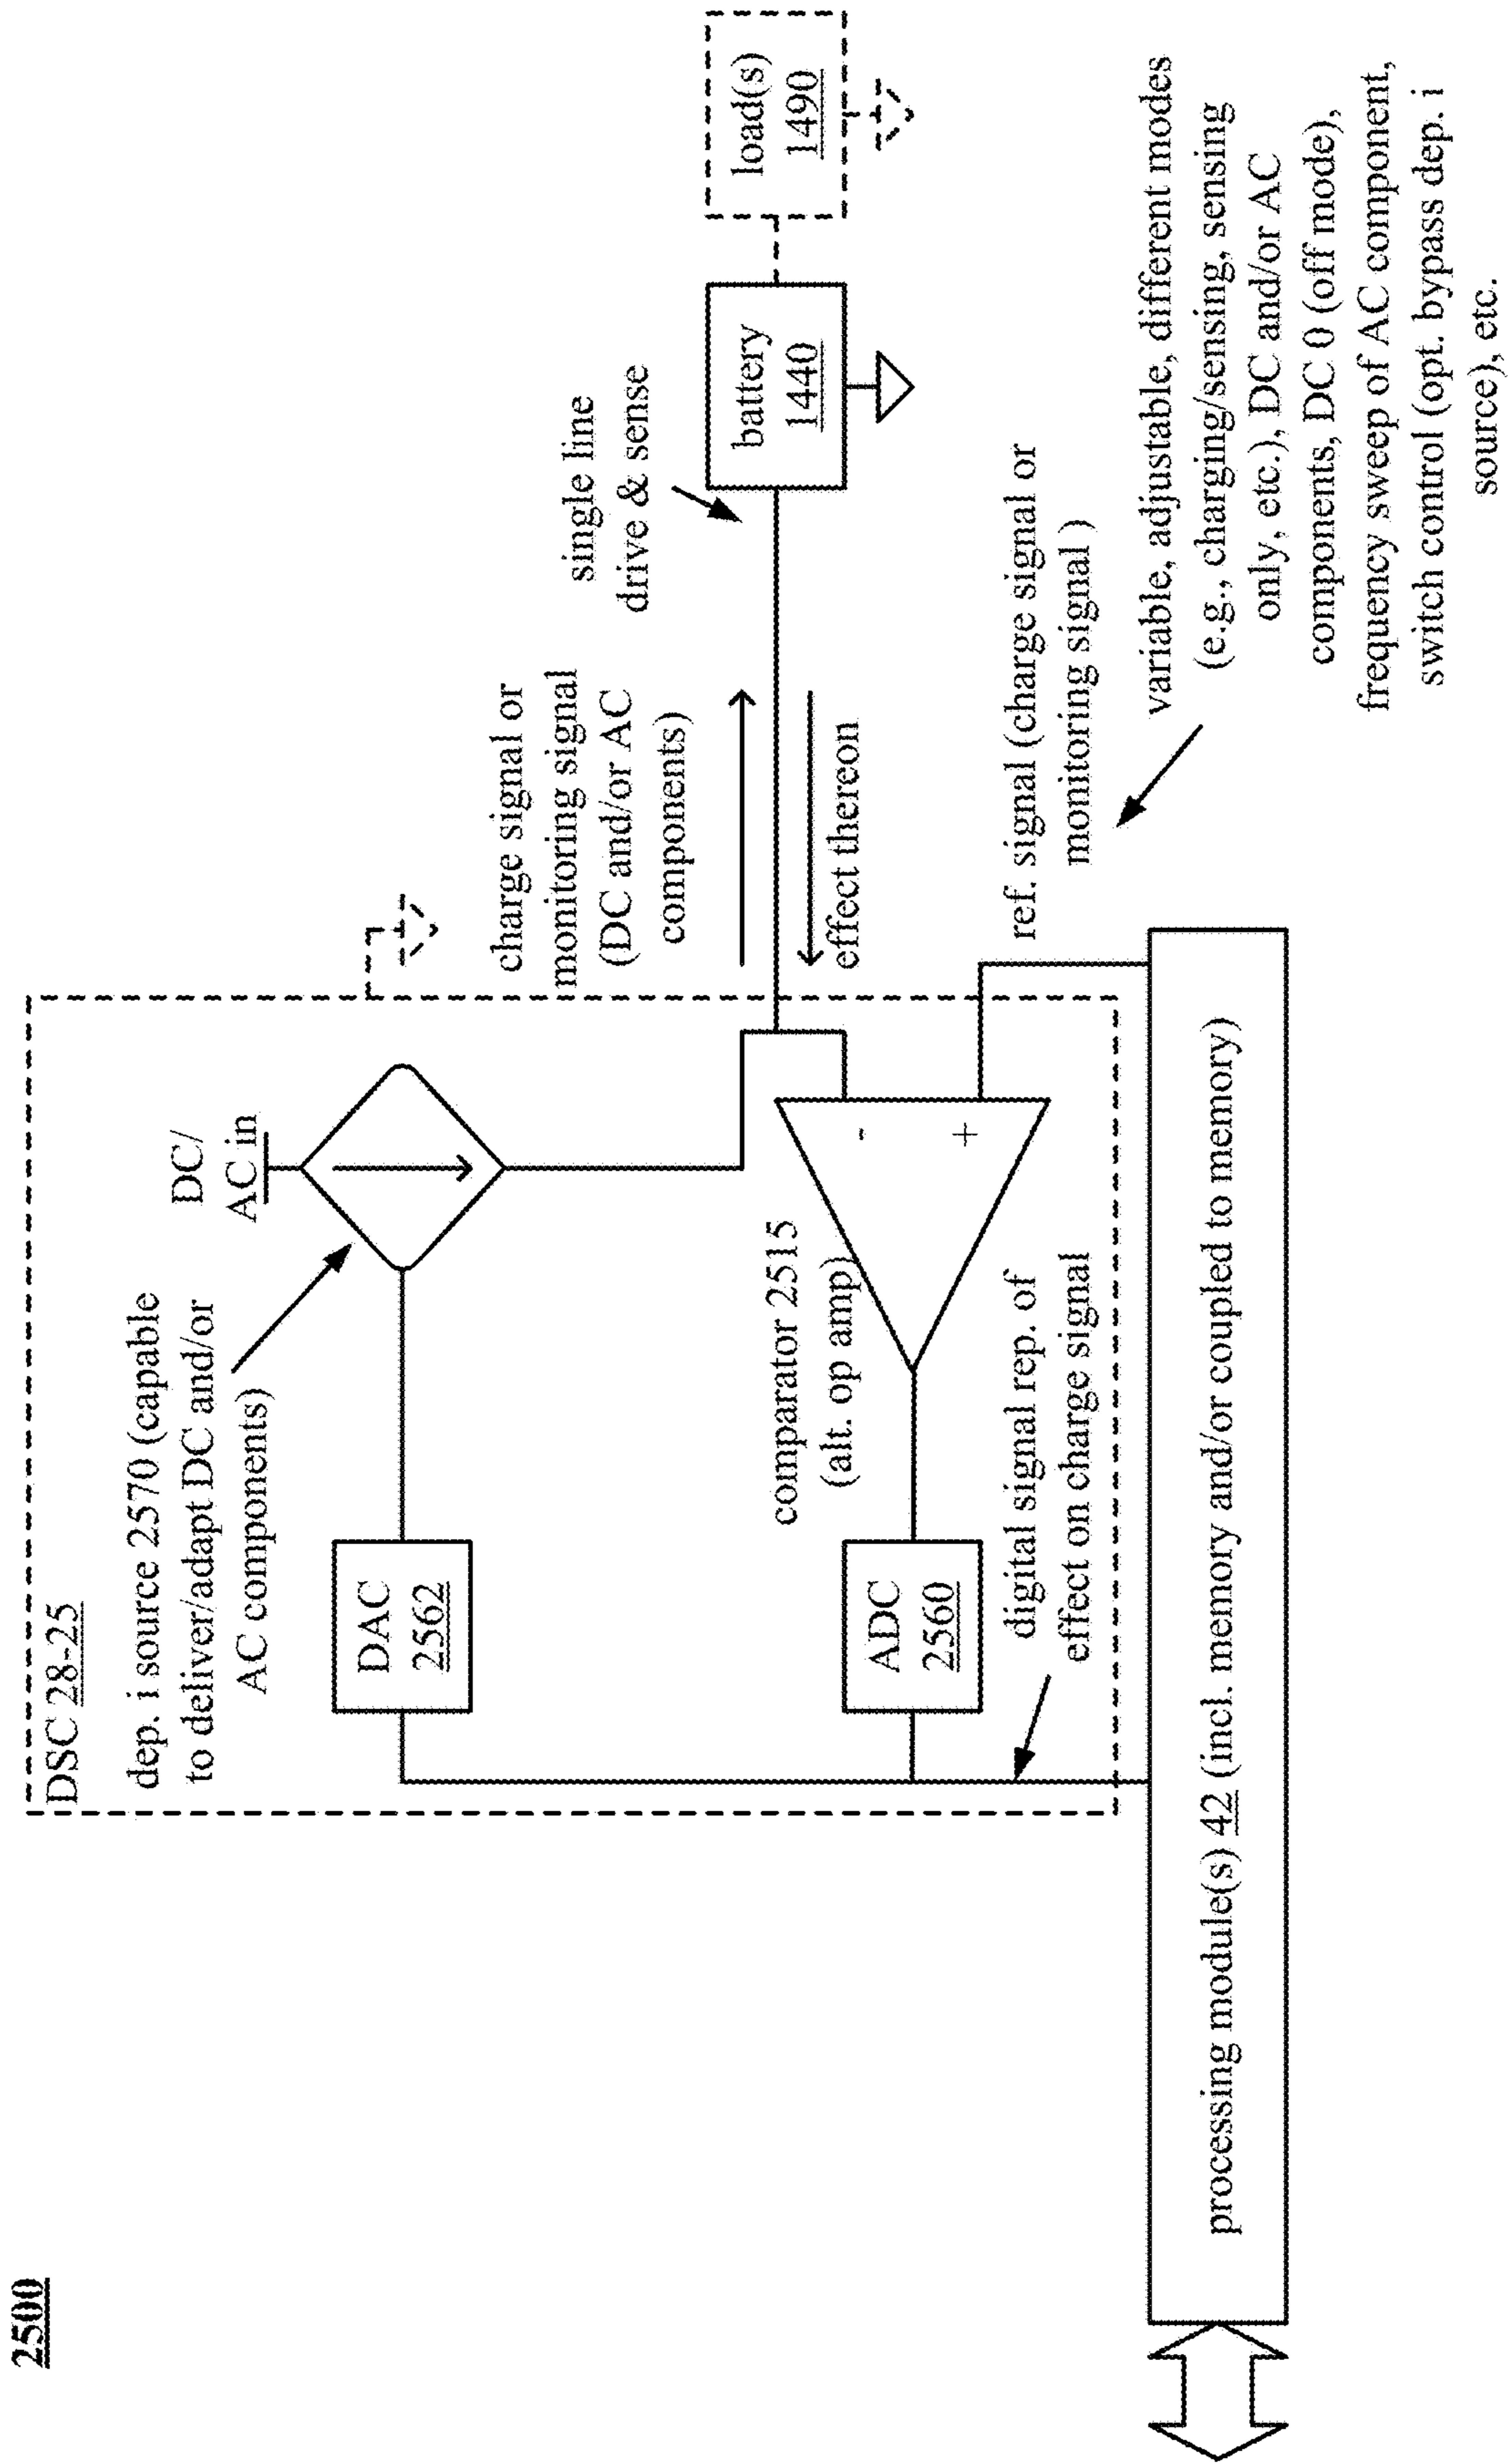 2500
DSC 28-25
dep. i source 2570 (capable
to deliver/adapt DC and/or
AC components)
DC/
AC in
DAC
2562
charge signal or
monitoring signal
(DC and/or AC
components)
single line
drive & sense
load(s)
1490
battery
1440
effect thereon
comparator 2515
(alt. op amp)
-
+
ADC
2560
digital signal rep. of
effect on charge signal
ref. signal (charge signal or
monitoring signal )
processing module(s) 42 (incl. memory and/or coupled to memory)
variable, adjustable, different modes
(e.g., charging/sensing, sensing
only, etc.), DC and/or AC
components, DC 0 (off mode),
frequency sweep of AC component,
switch control (opt. bypass dep. i
source), etc.